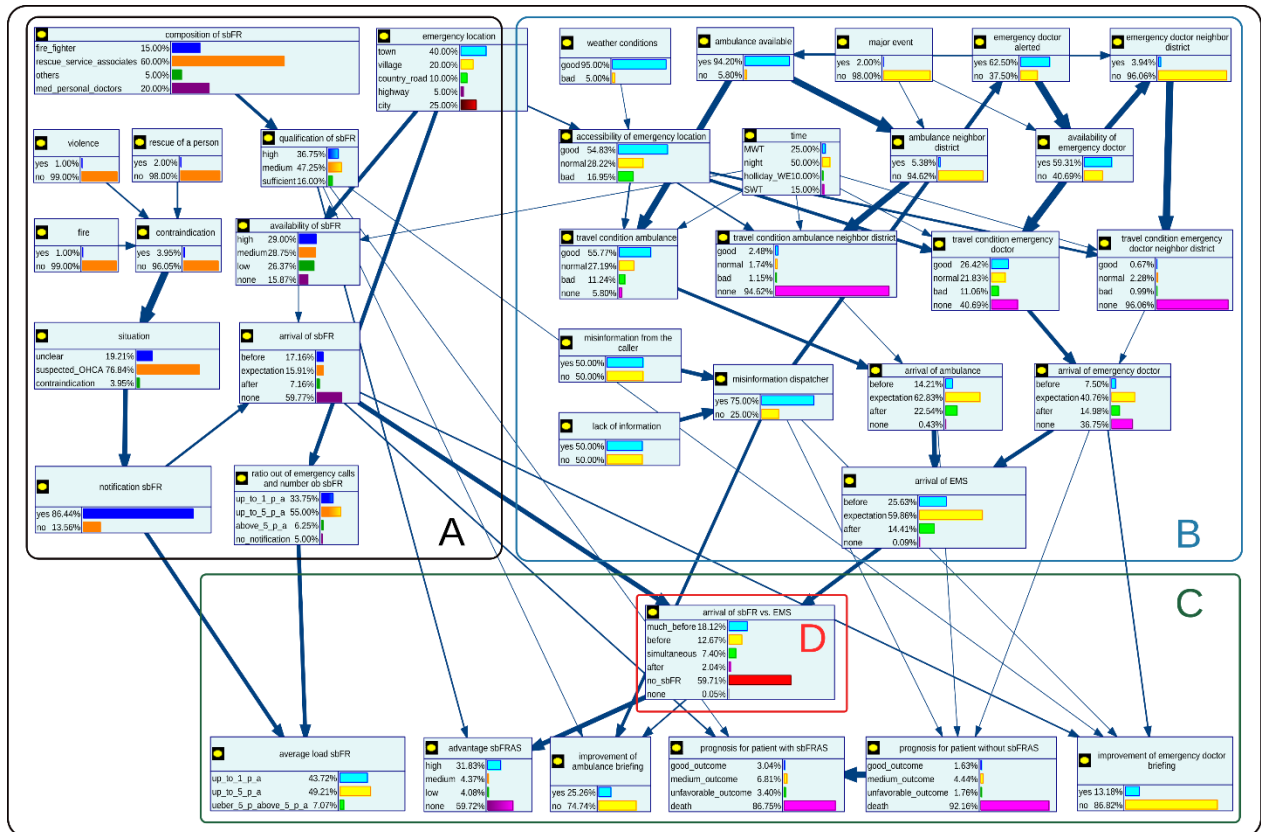 composition of sbFR
fire_fighter 15.00%
rescue_service_associates 60.00%
others 5.00%
med_personal_doctors 20.00%
emergency location
town 40.00%
village 20.00%
country_road 10.00%
highway 5.00%
city 25.00%
violence
yes 1.00%
no 99.00%
rescue of a person
yes 2.00%
no 98.00%
qualification of sbFR
high 36.75%
medium 47.25%
sufficient 16.00%
fire
yes 1.00%
no 99.00%
contraindication
yes 3.95%
no 96.05%
availability of sbFR
high 29.00%
medium 28.75%
low 26.37%
none 15.87%
situation
unclear 19.21%
suspected_OHCA 76.84%
contraindication 3.95%
arrival of sbFR
before 17.16%
expectation 15.91%
after 7.16%
none 59.77%
notification sbFR
yes 86.44%
no 13.56%
ratio out of emergency calls
and number ob sbFR
up_to_1_p_a 33.75%
up_to_5_p_a 55.00%
above_5_p_a 6.25%
no_notification 5.00%
A
weather conditions
good 95.00%
bad 5.00%
ambulance available
yes 94.20%
no 5.80%
major event
yes 2.00%
no 98.00%
emergency doctor
alerted
yes 62.50%
no 37.50%
emergency doctor neighbor
district
yes 3.94%
no 96.06%
accessibility of emergency location
good 54.83%
normal 28.22%
bad 16.95%
time
MWT 25.00%
night 50.00%
holliday_WE 10.00%
SWT 15.00%
ambulance neighbor
district
yes 5.38%
no 94.62%
availability of
emergency doctor
yes 59.31%
no 40.69%
travel condition ambulance
good 55.77%
normal 27.19%
bad 11.24%
none 5.80%
travel condition ambulance neighbor district
good 2.48%
normal 1.74%
bad 1.15%
none 94.62%
travel condition emergency
doctor
good 26.42%
normal 21.83%
bad 11.06%
none 40.69%
travel condition emergency
doctor neighbor district
good 0.67%
normal 2.28%
bad 0.99%
none 96.06%
misinformation from the
caller
yes 50.00%
no 50.00%
misinformation dispatcher
yes 75.00%
no 25.00%
lack of information
yes 50.00%
no 50.00%
arrival of ambulance
before 14.21%
expectation 62.83%
after 22.54%
none 0.43%
arrival of emergency doctor
before 7.50%
expectation 40.76%
after 14.98%
none 36.75%
arrival of EMS
before 25.63%
expectation 59.86%
after 14.41%
none 0.09%
B
C
arrival of sbFR vs. EMS
much_before 18.12%
before 12.67%
simultaneous 7.40%
after 2.04%
no_sbFR 59.71%
none 0.05%
D
average load sbFR
up_to_1_p_a 43.72%
up_to_5_p_a 49.21%
ueber_5_p_above_5_p_a 7.07%
advantage sbFRAS
high 31.83%
medium 4.37%
low 4.08%
none 59.72%
improvement of
ambulance briefing
yes 25.26%
no 74.74%
prognosis for patient with sbFRAS
good_outcome 3.04%
medium_outcome 6.81%
unfavorable_outcome 3.40%
death 86.75%
prognosis for patient without sbFRAS
good_outcome 1.63%
medium_outcome 4.44%
unfavorable_outcome 1.76%
death 92.16%
improvement of emergency doctor
briefing
yes 13.18%
no 86.82%